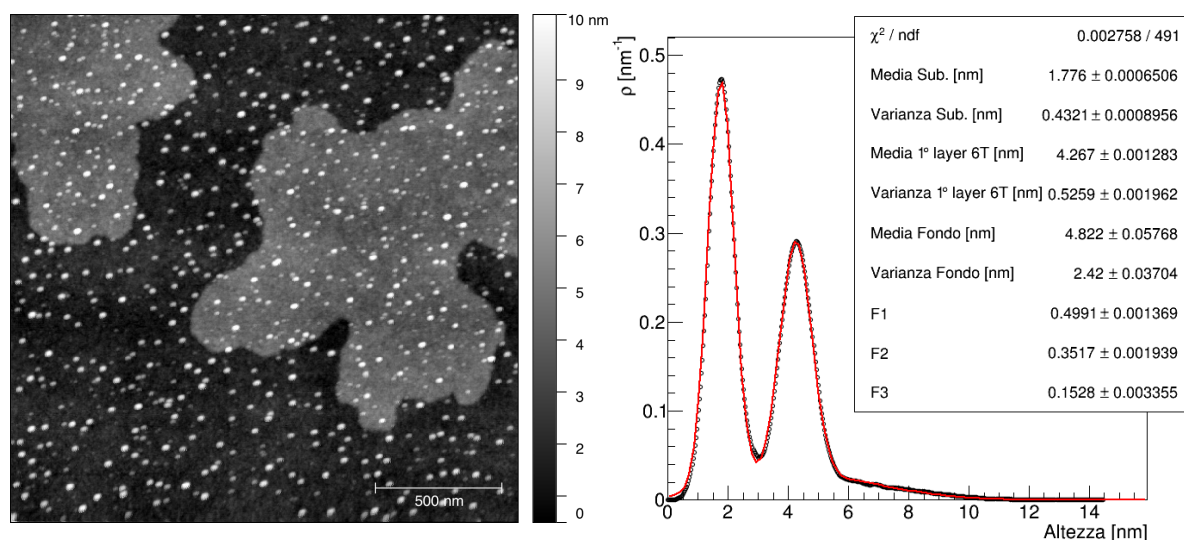 10 nm
9
8
7
6
5
4
3
2
0
500 nm
ρ [nm⁻¹]
0.5
0.4
0.3
0.2
0.1
0
0 2 4 6 8 10 12 14
Altezza [nm]
χ² / ndf 0.002758 / 491
Media Sub. [nm] 1.776 ± 0.0006506
Varianza Sub. [nm] 0.4321 ± 0.0008956
Media 1° layer 6T [nm] 4.267 ± 0.001283
Varianza 1° layer 6T [nm] 0.5259 ± 0.001962
Media Fondo [nm] 4.822 ± 0.05768
Varianza Fondo [nm] 2.42 ± 0.03704
F1 0.4991 ± 0.001369
F2 0.3517 ± 0.001939
F3 0.1528 ± 0.003355